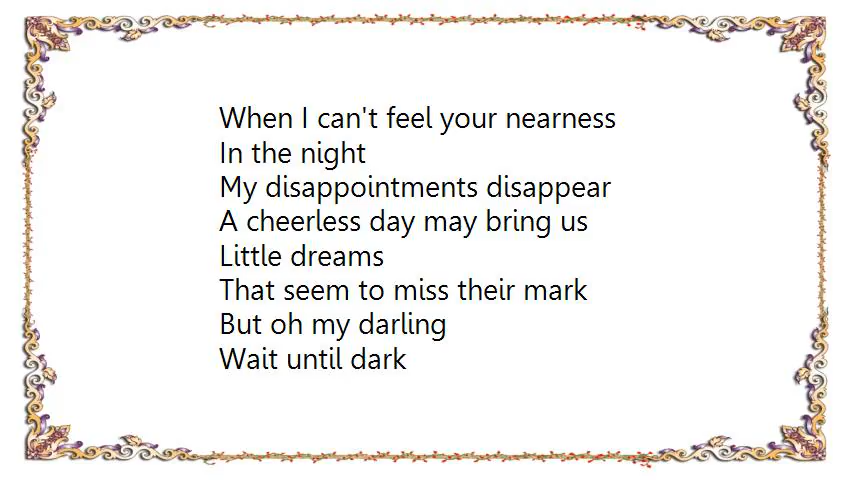 When I can't feel your nearness
In the night
My disappointments disappear
A cheerless day may bring us
Little dreams
That seem to miss their mark
But oh my darling
Wait until dark